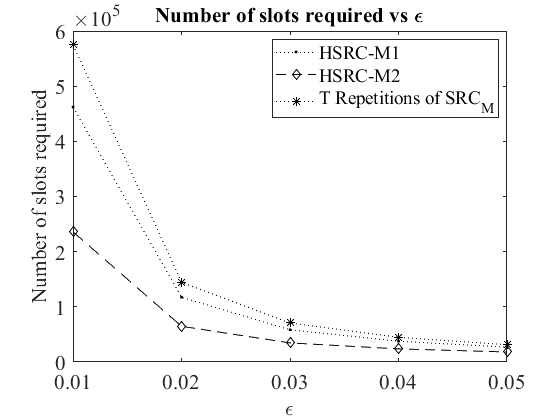 Number of slots required vs ϵ
×10^5
HSRC-M1
HSRC-M2
T Repetitions of SRC_M
Number of slots required
6
5
4
3
2
1
0
0.01 0.02 0.03 0.04 0.05
ϵ